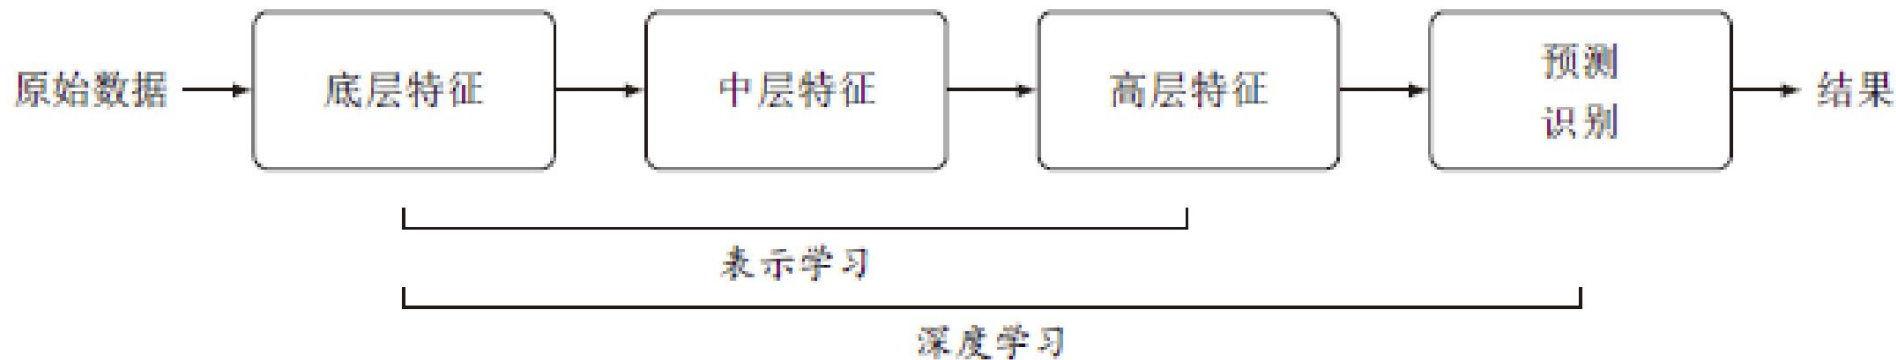 原始数据
底层特征
中层特征
高层特征
预测
识别
结果
表示学习
深度学习